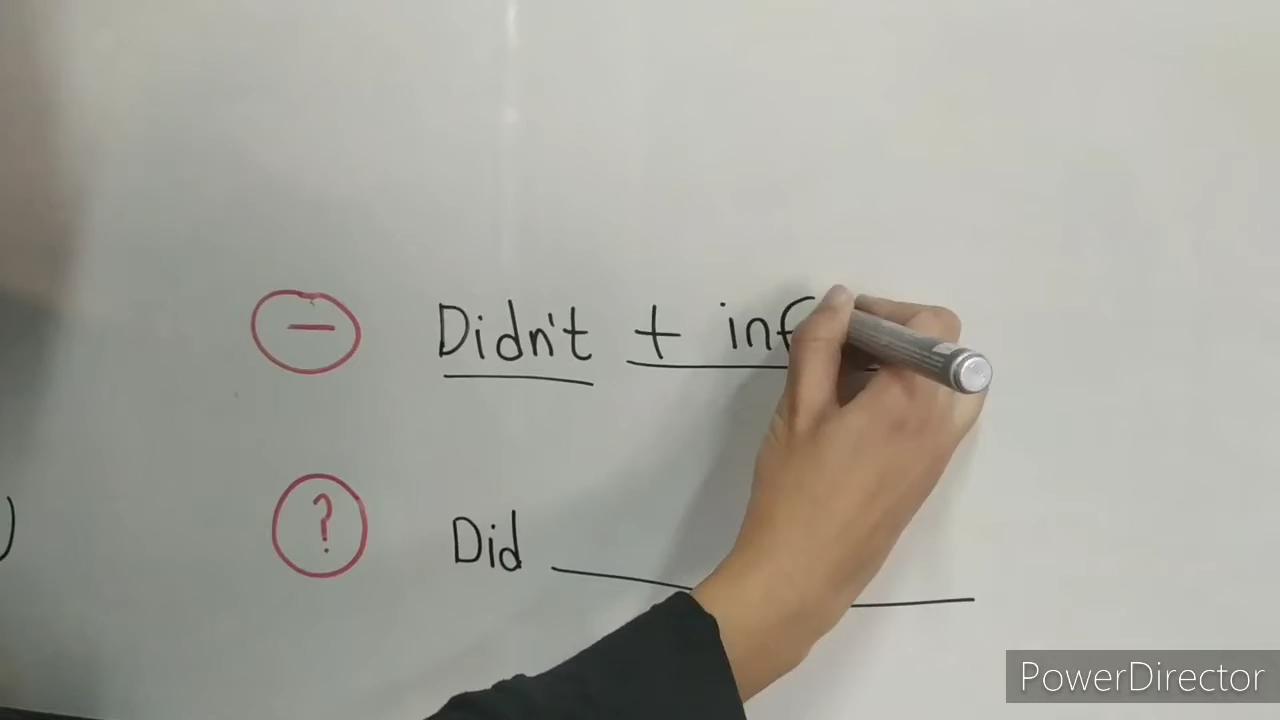 )
− Didn't + inf
? Did
PowerDirector